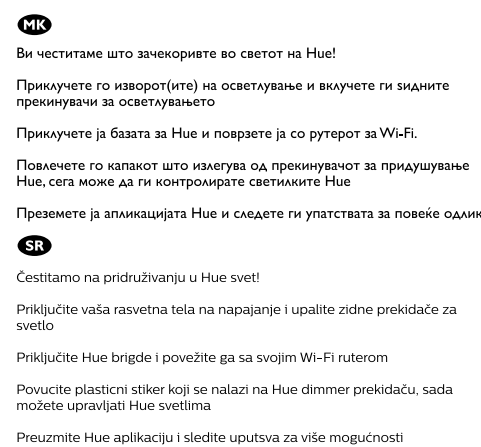 MK
Ви честитаме што зачекоривте во светот на Hue!
Приклучете го изворот(ите) на осветлување и вклучете ги ѕидните
прекинувачи за осветлувањето
Приклучете ја базата за Hue и поврзете ја со рутерот за Wi-Fi.
Повлечете го капакот што излегува од прекинувачот за придушување
Hue, сега може да ги контролирате светилките Hue
Преземете ја апликацијата Hue и следете ги упатствата за повеќе одлик
SR
Čestitamo na pridruživanju u Hue svet!
Priključite vaša rasvetna tela na napajanje i upalite zidne prekidače za
svetlo
Priključite Hue brigde i povežite ga sa svojim Wi-Fi ruterom
Povucite plasticni stiker koji se nalazi na Hue dimmer prekidaču, sada
možete upravljati Hue svetlima
Preuzmite Hue aplikaciju i sledite uputsva za više mogućnosti